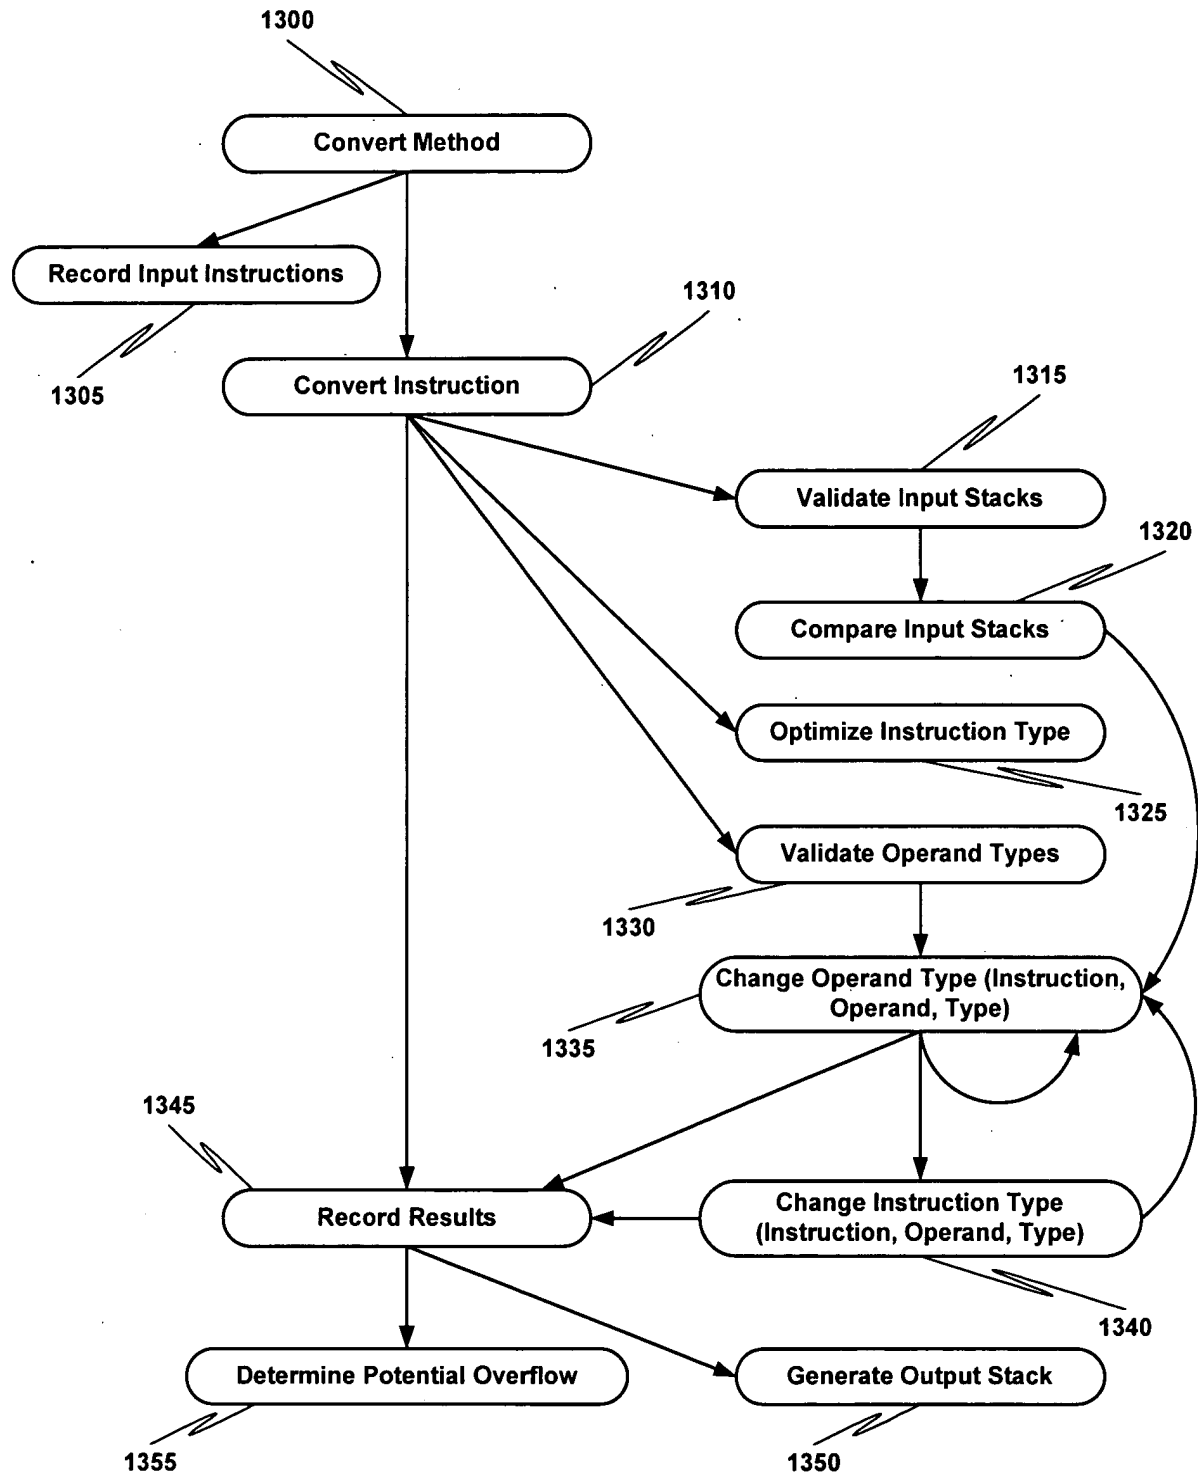 1300
Convert Method
Record Input Instructions
1310
1305
Convert Instruction
1315
Validate Input Stacks
1320
Compare Input Stacks
Optimize Instruction Type
1325
Validate Operand Types
1330
Change Operand Type (Instruction,
Operand, Type)
1335
1345
Record Results
Change Instruction Type
(Instruction, Operand, Type)
1340
Determine Potential Overflow
Generate Output Stack
1355
1350